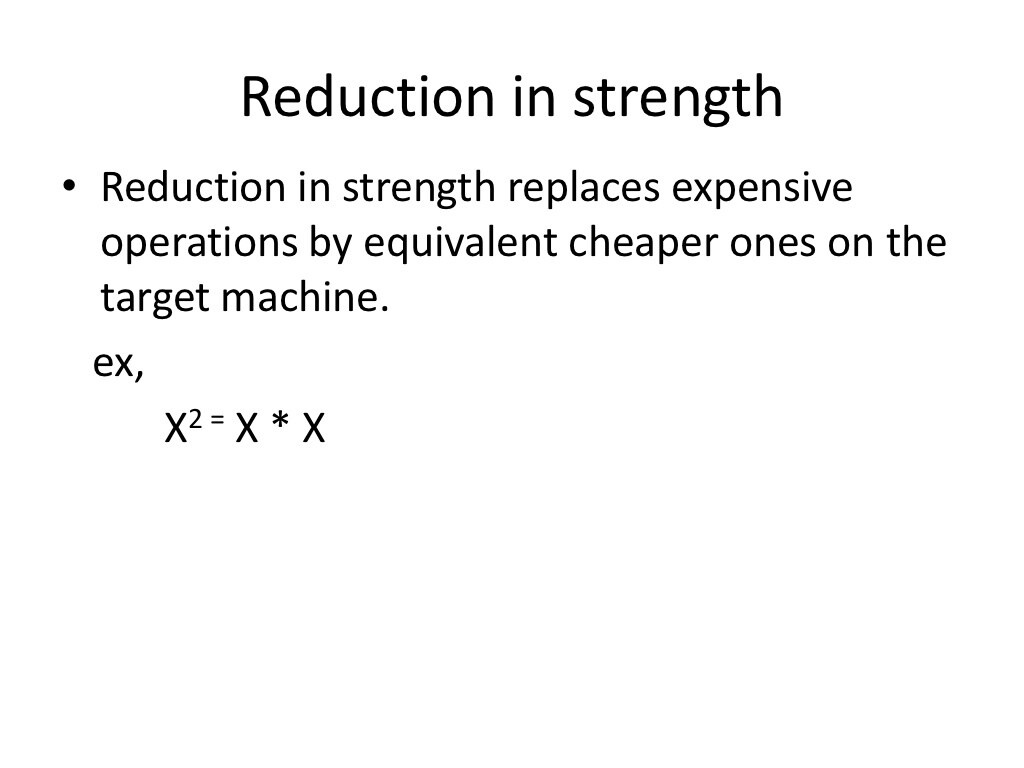 Reduction in strength
• Reduction in strength replaces expensive
operations by equivalent cheaper ones on the
target machine.
ex,
X² ⁼ X * X